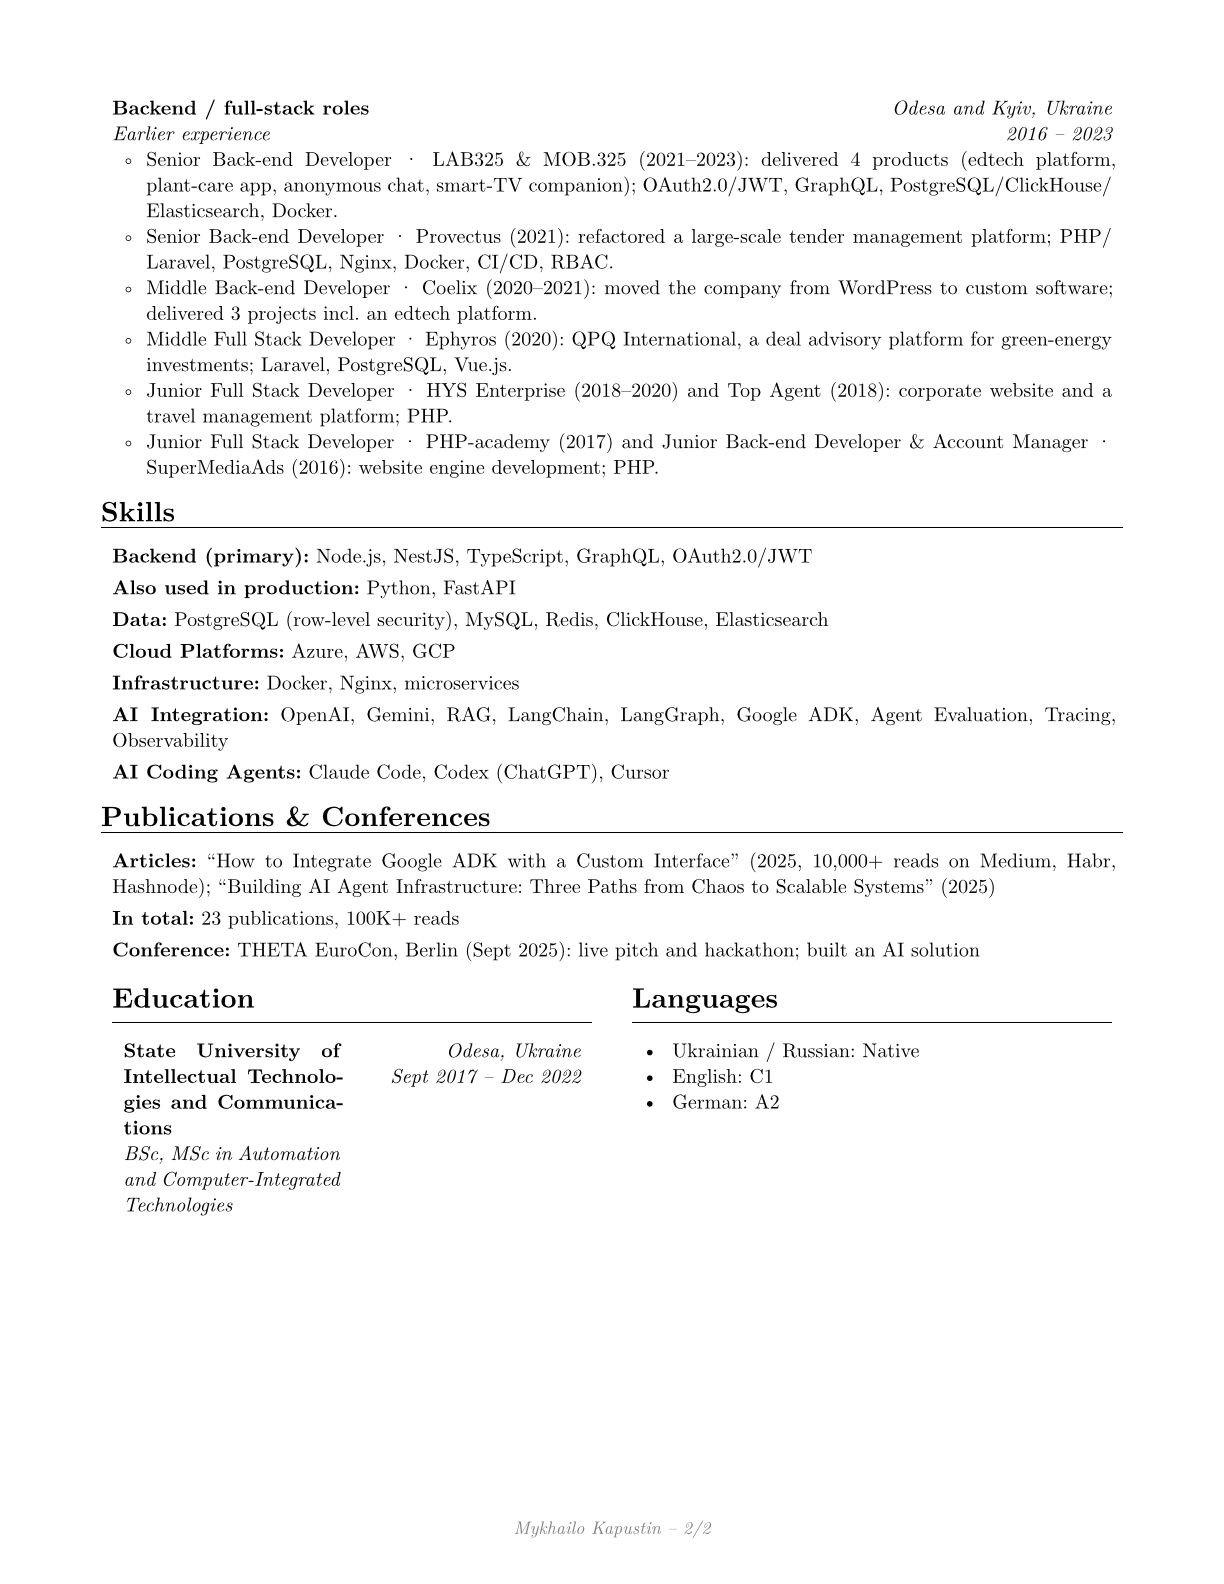 Backend / full-stack roles Odesa and Kyiv, Ukraine
Earlier experience 2016 – 2023
◦ Senior Back-end Developer · LAB325 & MOB.325 (2021–2023): delivered 4 products (edtech platform,
plant-care app, anonymous chat, smart-TV companion); OAuth2.0/JWT, GraphQL, PostgreSQL/ClickHouse/
Elasticsearch, Docker.
◦ Senior Back-end Developer · Provectus (2021): refactored a large-scale tender management platform; PHP/
Laravel, PostgreSQL, Nginx, Docker, CI/CD, RBAC.
◦ Middle Back-end Developer · Coelix (2020–2021): moved the company from WordPress to custom software;
delivered 3 projects incl. an edtech platform.
◦ Middle Full Stack Developer · Ephyros (2020): QPQ International, a deal advisory platform for green-energy
investments; Laravel, PostgreSQL, Vue.js.
◦ Junior Full Stack Developer · HYS Enterprise (2018–2020) and Top Agent (2018): corporate website and a
travel management platform; PHP.
◦ Junior Full Stack Developer · PHP-academy (2017) and Junior Back-end Developer & Account Manager ·
SuperMediaAds (2016): website engine development; PHP.
Skills
Backend (primary): Node.js, NestJS, TypeScript, GraphQL, OAuth2.0/JWT
Also used in production: Python, FastAPI
Data: PostgreSQL (row-level security), MySQL, Redis, ClickHouse, Elasticsearch
Cloud Platforms: Azure, AWS, GCP
Infrastructure: Docker, Nginx, microservices
AI Integration: OpenAI, Gemini, RAG, LangChain, LangGraph, Google ADK, Agent Evaluation, Tracing,
Observability
AI Coding Agents: Claude Code, Codex (ChatGPT), Cursor
Publications & Conferences
Articles: “How to Integrate Google ADK with a Custom Interface” (2025, 10,000+ reads on Medium, Habr,
Hashnode); “Building AI Agent Infrastructure: Three Paths from Chaos to Scalable Systems” (2025)
In total: 23 publications, 100K+ reads
Conference: THETA EuroCon, Berlin (Sept 2025): live pitch and hackathon; built an AI solution
Education
State University of Odesa, Ukraine
Intellectual Technolo- Sept 2017 – Dec 2022
gies and Communica-
tions
BSc, MSc in Automation
and Computer-Integrated
Technologies
Languages
• Ukrainian / Russian: Native
• English: C1
• German: A2
Mykhailo Kapustin – 2/2